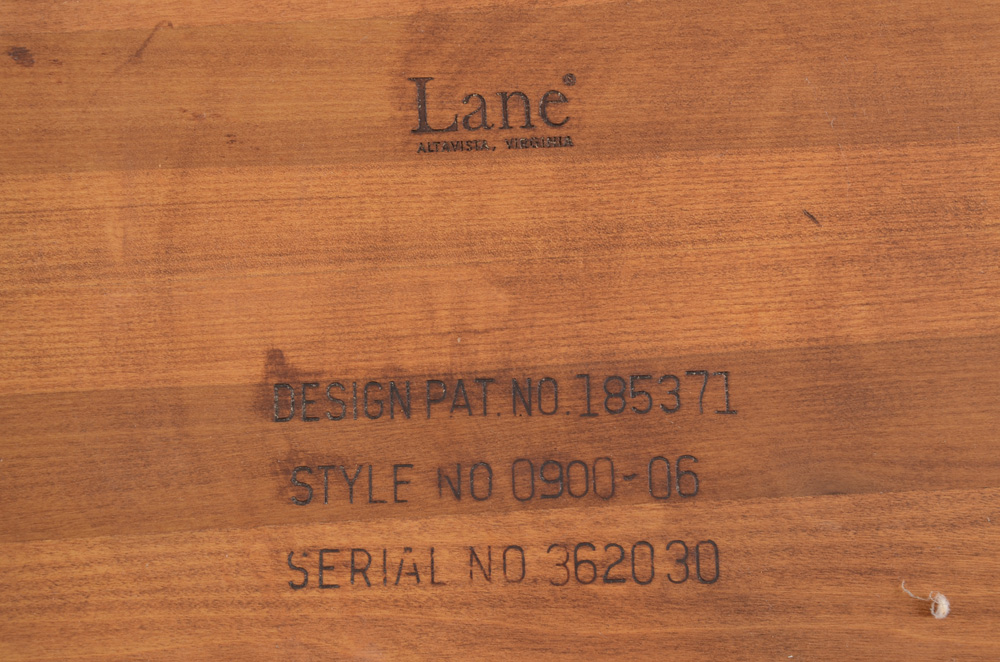 Lane®
ALTAVISTA, VIRGINIA
DESIGN PAT. NO. 185371
STYLE NO 0900-06
SERIAL NO. 362030